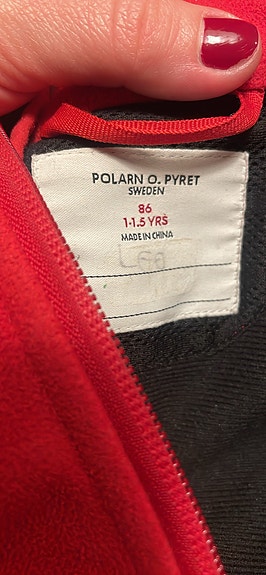 POLARN O. PYRET
SWEDEN
86
1-1.5 YRS
MADE IN CHINA